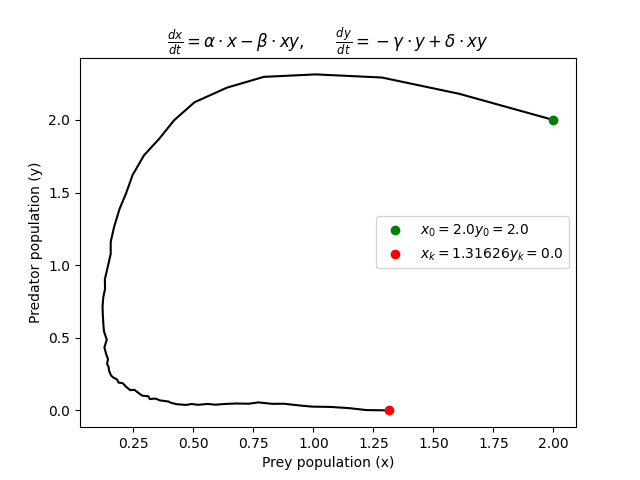 dx/dt = α · x − β · xy,  dy/dt = −γ · y + δ · xy
Predator population (y)
2.0
1.5
1.0
0.5
0.0
x₀ = 2.0y₀ = 2.0
xₖ = 1.31626yₖ = 0.0
0.25 0.50 0.75 1.00 1.25 1.50 1.75 2.00
Prey population (x)